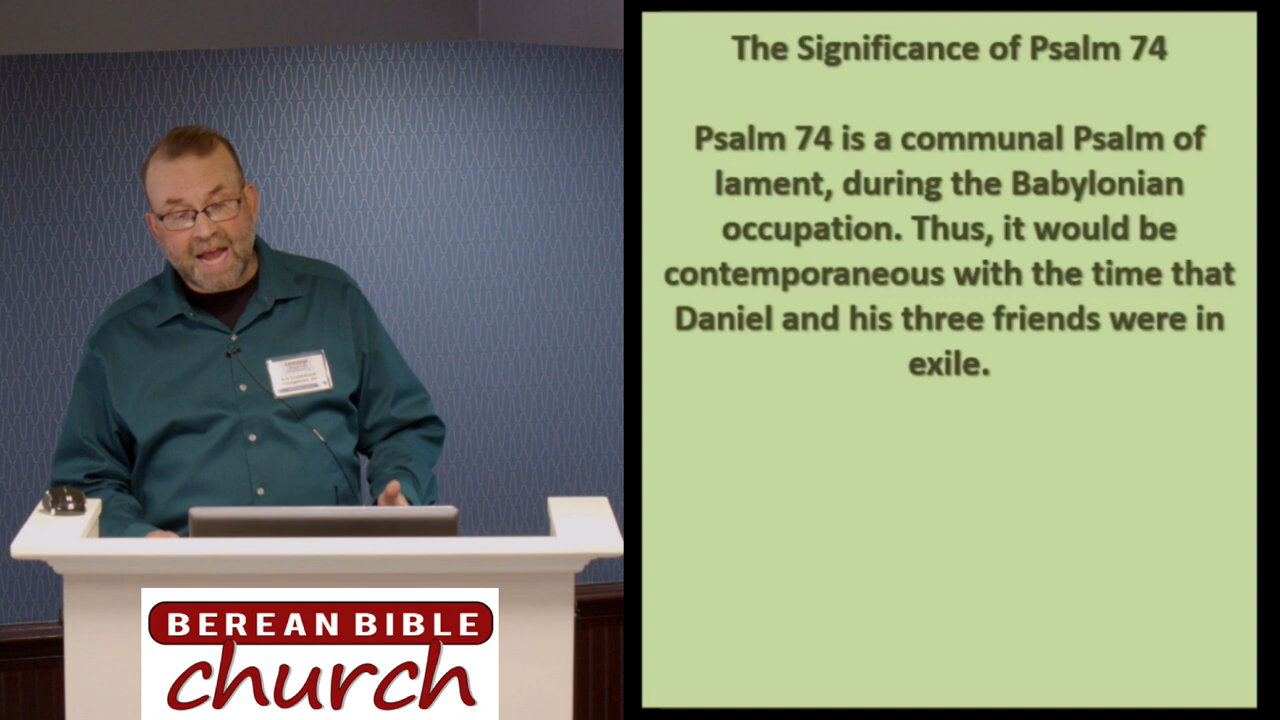 The Significance of Psalm 74
Psalm 74 is a communal Psalm of
lament, during the Babylonian
occupation. Thus, it would be
contemporaneous with the time that
Daniel and his three friends were in
exile.
BEREAN BIBLE
church